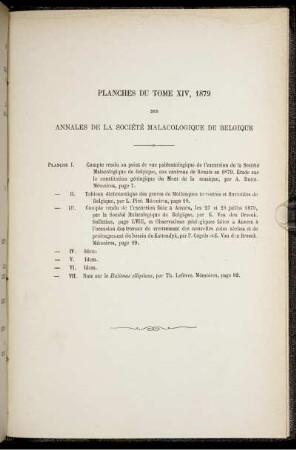 PLANCHES DU TOME XIV, 1879
DES
ANNALES DE LA SOCIÉTÉ MALACOLOGIQUE DE BELGIQUE
PLANCHE I. Compte rendu au point de vue paléontologique de l'excursion de la Société
Malacologique de Belgique, aux environs de Renaix en 1879. Étude sur
la constitution géologique du Mont de la musique, par
Mémoires, page 7.
— II. Tableau dichotomique des genres de Mollusques terrestres et fluviatiles de
Belgique, par L. Piré. Mémoires, page
— III. Compte rendu de l'excursion faite à Anvers, les 27 et 28 juillet 1879,
par la Société Malacologique de Belgique, par E. Van den Broeck.
Bulletins, page LVIII, et Observations géologiques faites à Anvers à
l'occasion des travaux de creusement des nouvelles cales sèches et de
prolongement du bassin du Kattendyk, par P. Cogels et E. Van den Broeck.
Mémoires, page 29.
— IV. Idem.
— V. Idem.
— VI. Idem.
— VII. Note sur le Bulimus ellipticus, par Th. Lefèvre. Mémoires, page